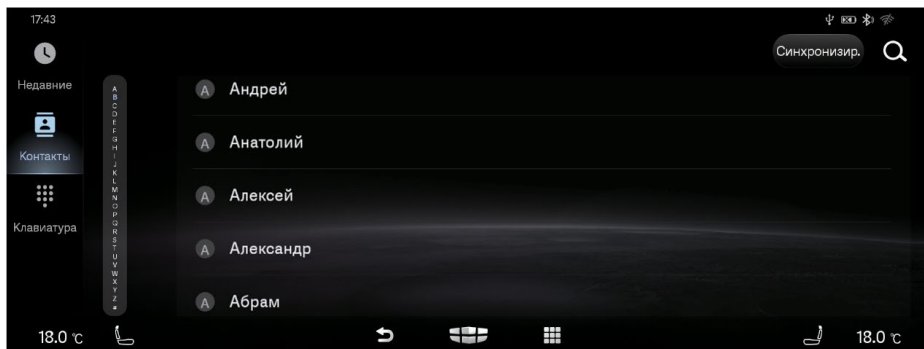 17:43
Синхронизир.
Недавние
Контакты
Клавиатура
A
B
C
D
E
F
G
H
I
J
K
L
M
N
O
P
Q
R
S
T
U
V
W
X
Y
Z
#
А Андрей
А Анатолий
А Алексей
А Александр
А Абрам
18.0 °C
18.0 °C